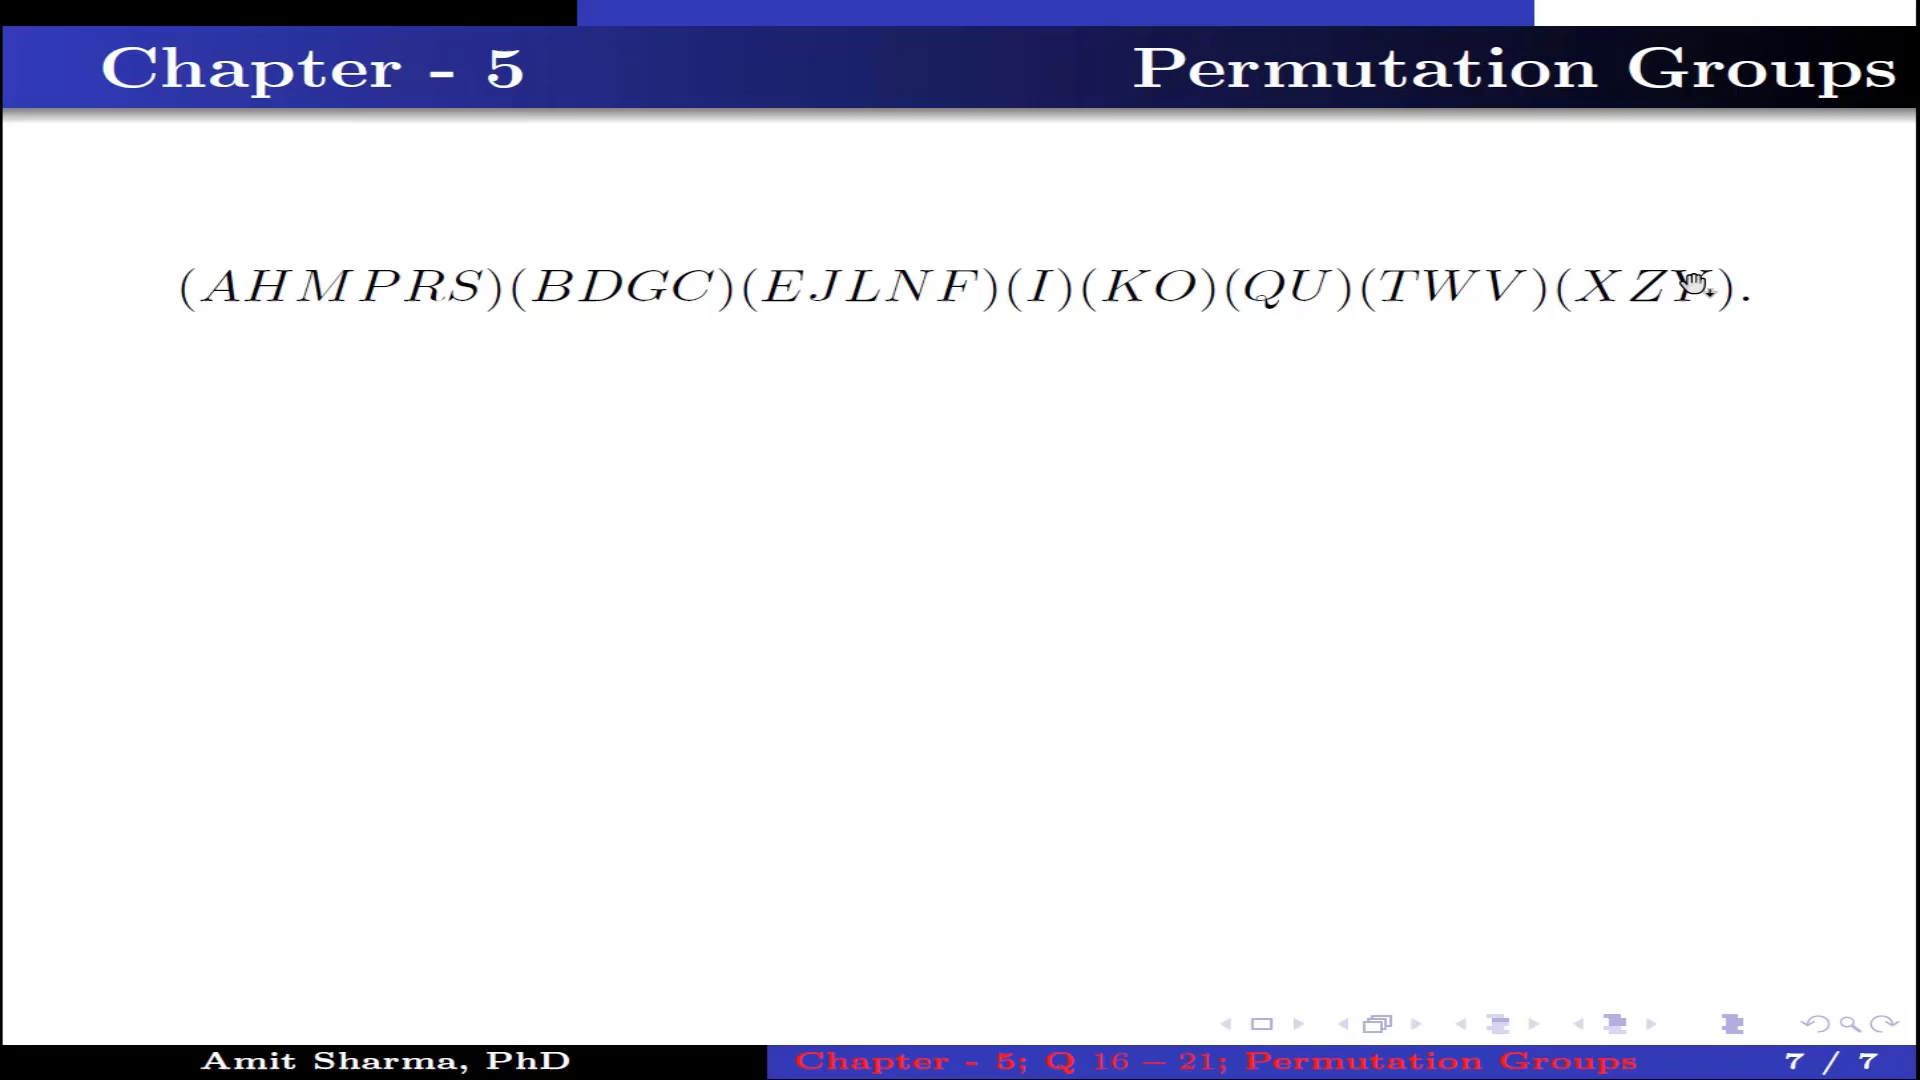 Chapter - 5 Permutation Groups
(AHMPRS)(BDGC)(EJLNF)(I)(KO)(QU)(TWV)(XZY).
Amit Sharma, PhD Chapter - 5; Q 16 – 21; Permutation Groups 7 / 7